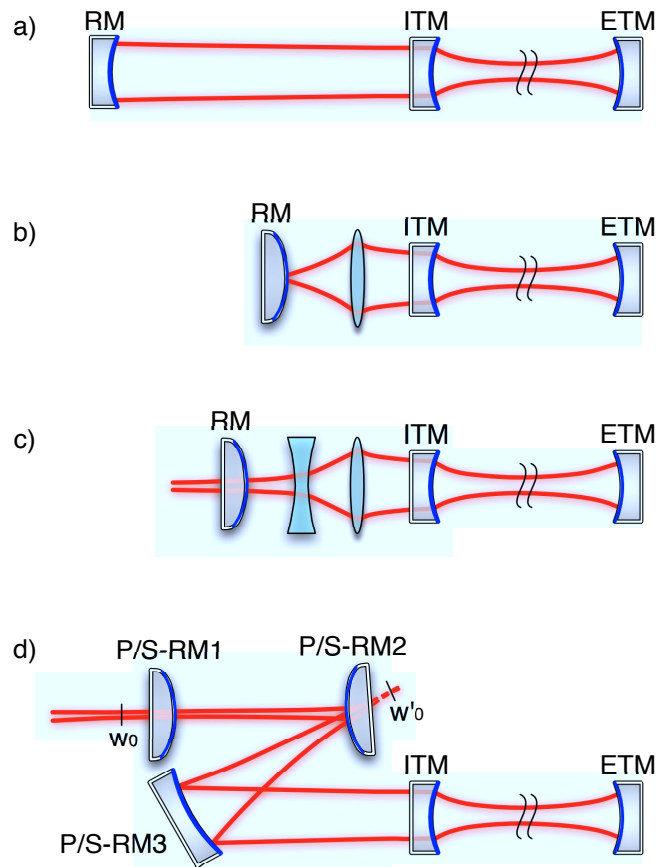 a)
RM
ITM
ETM
b)
RM
ITM
ETM
c)
RM
ITM
ETM
d)
P/S-RM1
P/S-RM2
w0
w'0
ITM
ETM
P/S-RM3